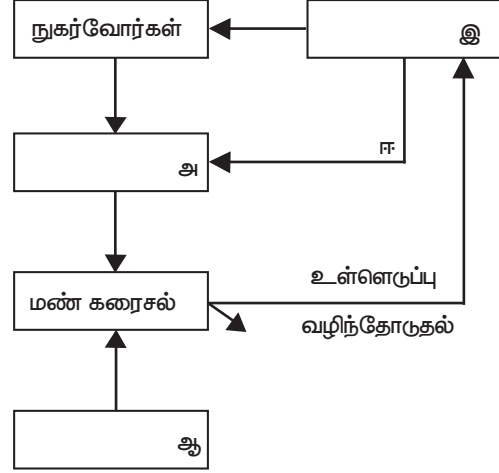 நுகர்வோர்கள்
இ
அ
ஈ
மண் கரைசல்
உள்ளெடுப்பு
வழிந்தோடுதல்
ஆ